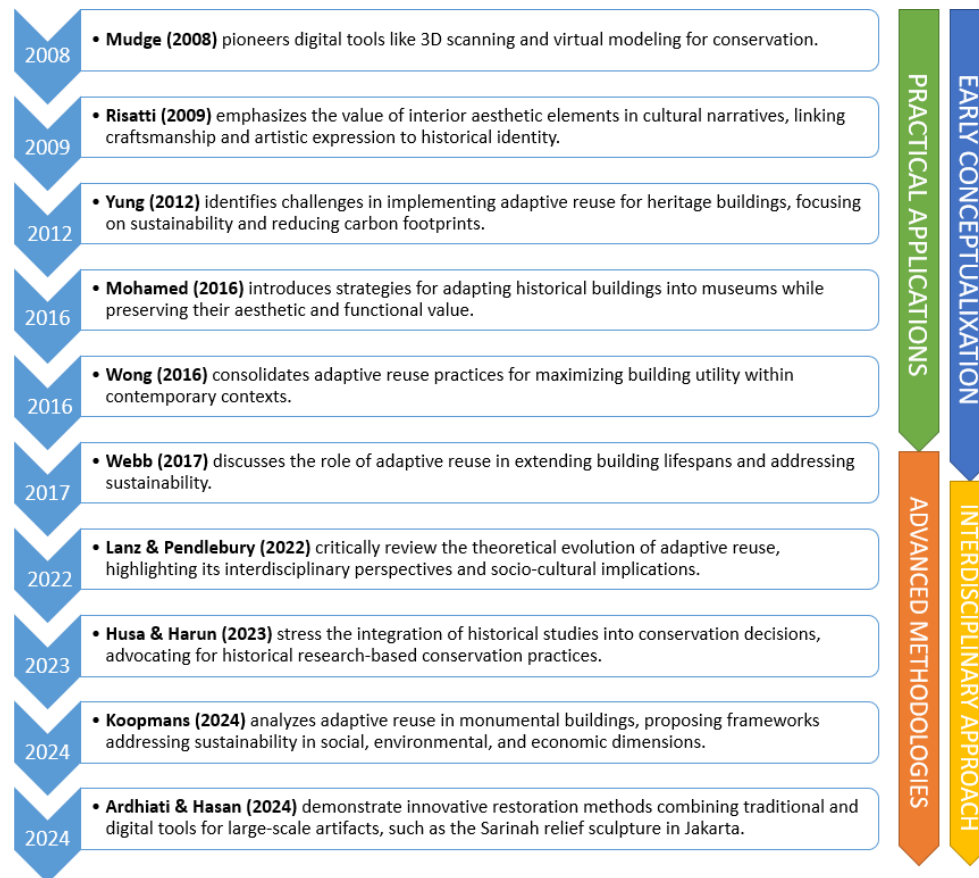 2008
• Mudge (2008) pioneers digital tools like 3D scanning and virtual modeling for conservation.
2009
• Risatti (2009) emphasizes the value of interior aesthetic elements in cultural narratives, linking
craftsmanship and artistic expression to historical identity.
2012
• Yung (2012) identifies challenges in implementing adaptive reuse for heritage buildings, focusing
on sustainability and reducing carbon footprints.
2016
• Mohamed (2016) introduces strategies for adapting historical buildings into museums while
preserving their aesthetic and functional value.
2016
• Wong (2016) consolidates adaptive reuse practices for maximizing building utility within
contemporary contexts.
2017
• Webb (2017) discusses the role of adaptive reuse in extending building lifespans and addressing
sustainability.
2022
• Lanz & Pendlebury (2022) critically review the theoretical evolution of adaptive reuse,
highlighting its interdisciplinary perspectives and socio-cultural implications.
2023
• Husa & Harun (2023) stress the integration of historical studies into conservation decisions,
advocating for historical research-based conservation practices.
2024
• Koopmans (2024) analyzes adaptive reuse in monumental buildings, proposing frameworks
addressing sustainability in social, environmental, and economic dimensions.
2024
• Ardhiati & Hasan (2024) demonstrate innovative restoration methods combining traditional and
digital tools for large-scale artifacts, such as the Sarinah relief sculpture in Jakarta.
PRACTICAL APPLICATIONS
ADVANCED METHODOLOGIES
EARLY CONCEPTUALIXATION
INTERDISCIPLINARY APPROACH